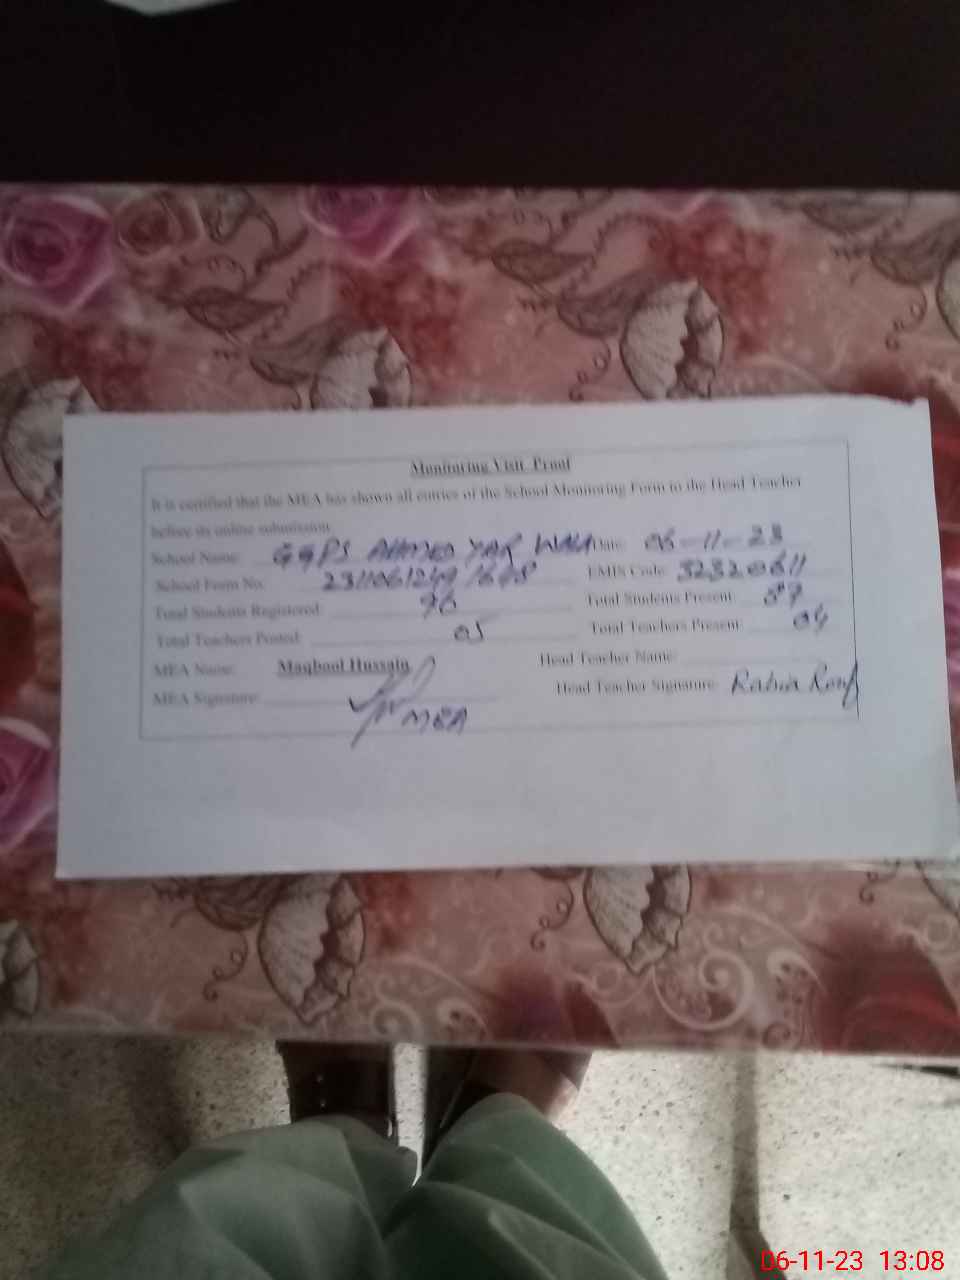 Monitoring Visit Proof
It is certified that the MEA has shown all entries of the School Monitoring Form to the Head Teacher
before its online submission
School Name: GGPS AHMED YAR WALA Date: 06-11-23
School Form No. EMIS Code: 32320611
Total Students Registered: 96 Total Students Present: 87
Total Teachers Posted: 05 Total Teachers Present: 04
MEA Name: Maqbool Hussain Head Teacher Name:
MEA Signature: MEA Head Teacher Signature: Rabia
06-11-23 13:08